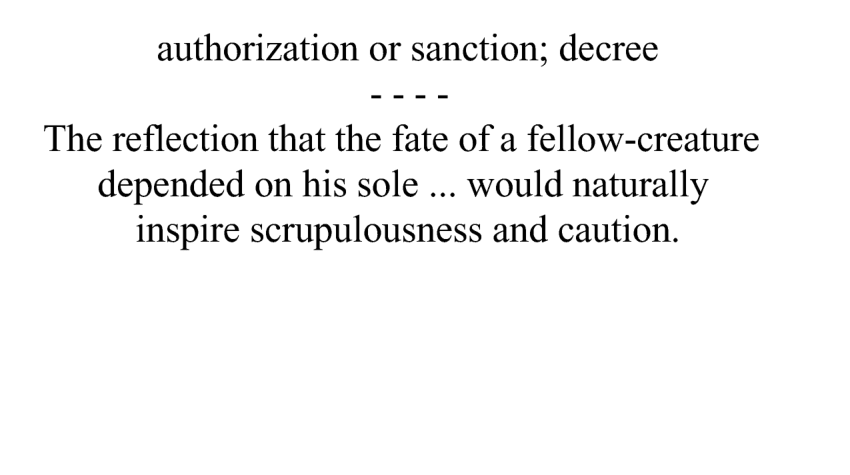 authorization or sanction; decree
- - - -
The reflection that the fate of a fellow-creature
depended on his sole ... would naturally
inspire scrupulousness and caution.